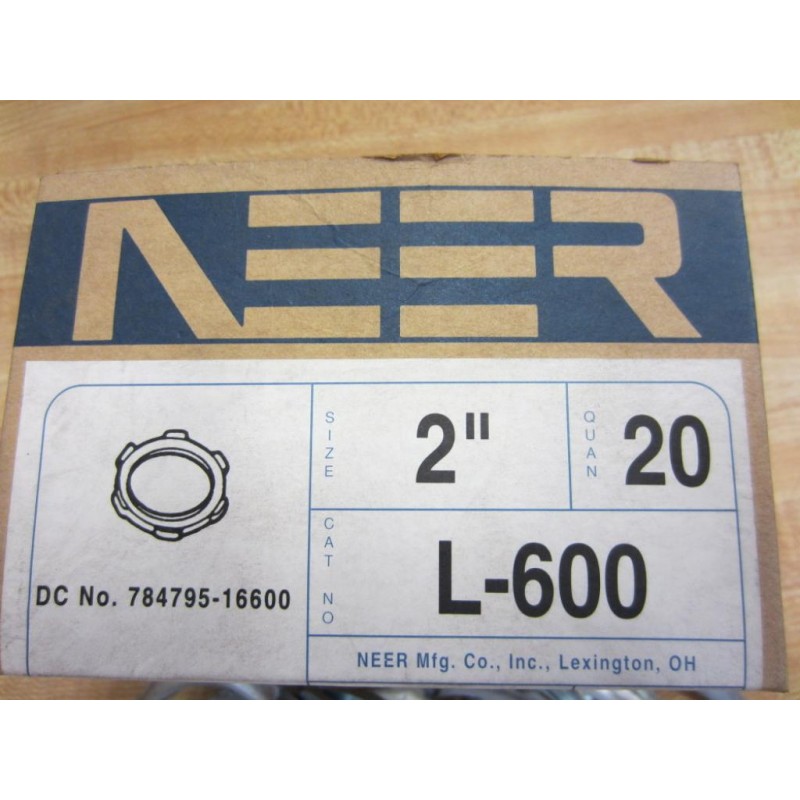 NEER
SIZE
2"
QUAN
20
CAT NO
L-600
DC No. 784795-16600
NEER Mfg. Co., Inc., Lexington, OH